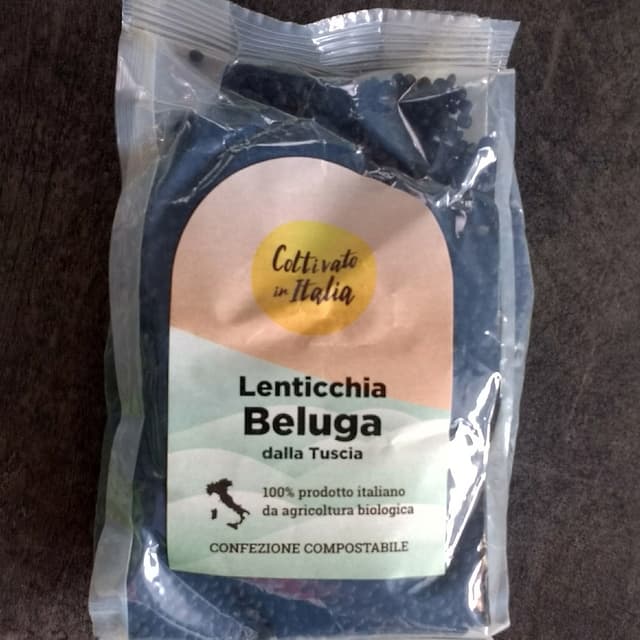 Coltivato
in Italia
Lenticchia
Beluga
dalla Tuscia
100% prodotto italiano
da agricoltura biologica
CONFEZIONE COMPOSTABILE